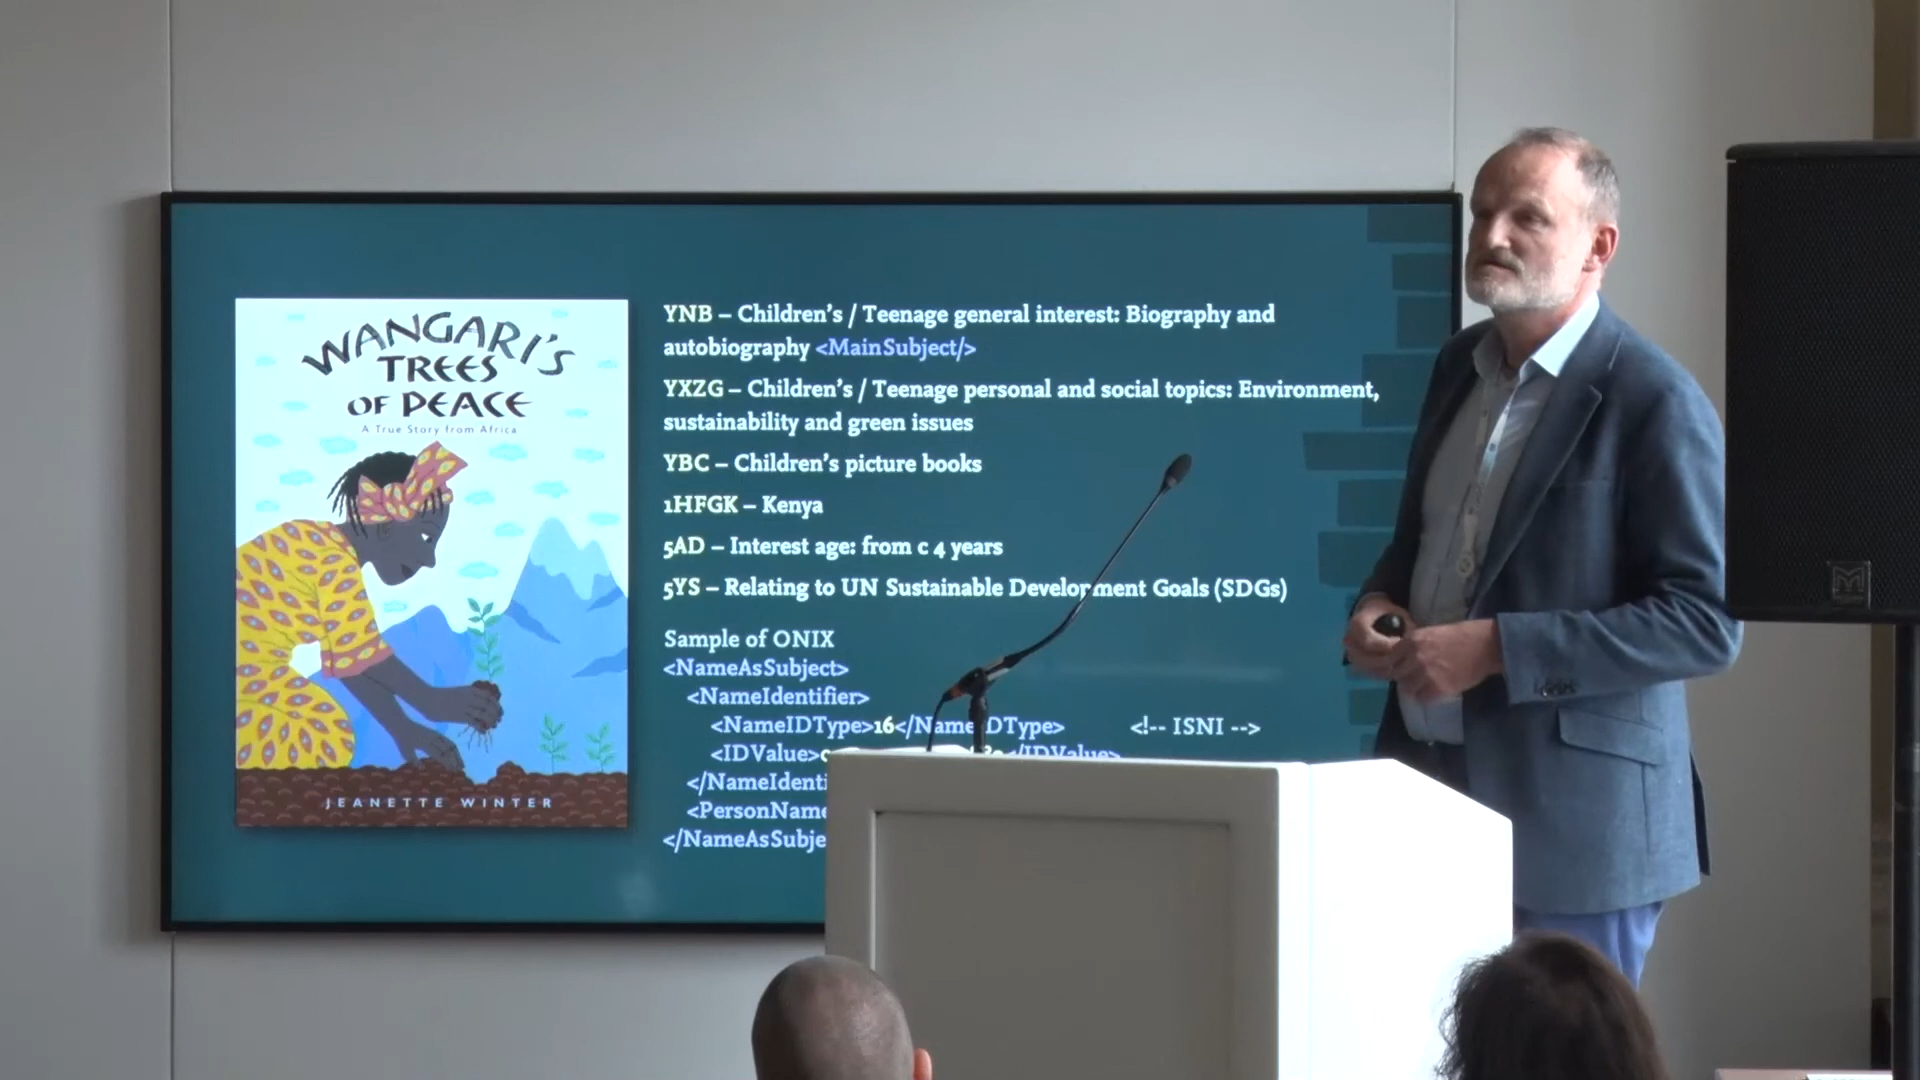 WANGARI'S
TREES
OF PEACE
A True Story from Africa
JEANETTE WINTER
YNB – Children's / Teenage general interest: Biography and
autobiography <MainSubject/>
YXZG – Children's / Teenage personal and social topics: Environment,
sustainability and green issues
YBC – Children's picture books
1HFGK – Kenya
5AD – Interest age: from c 4 years
5YS – Relating to UN Sustainable Development Goals (SDGs)
Sample of ONIX
<NameAsSubject>
<NameIdentifier>
<NameIDType>16</NameIDType> <!-- ISNI -->
<IDValue> </IDValue>
</NameIdenti
<PersonName
</NameAsSubje
M